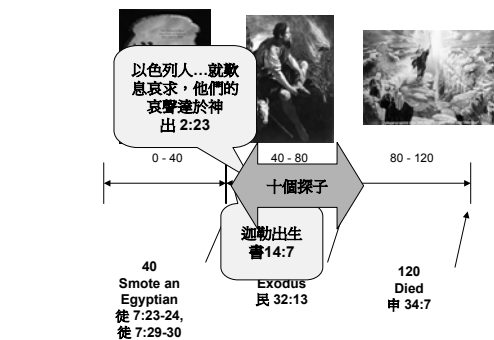 以色列人…就歎
息哀求，他們的
哀聲達於神
出 2:23
0 - 40
40 - 80
80 - 120
十個探子
迦勒出生
書14:7
40
Smote an
Egyptian
徒 7:23-24,
徒 7:29-30
Exodus
民 32:13
120
Died
申 34:7